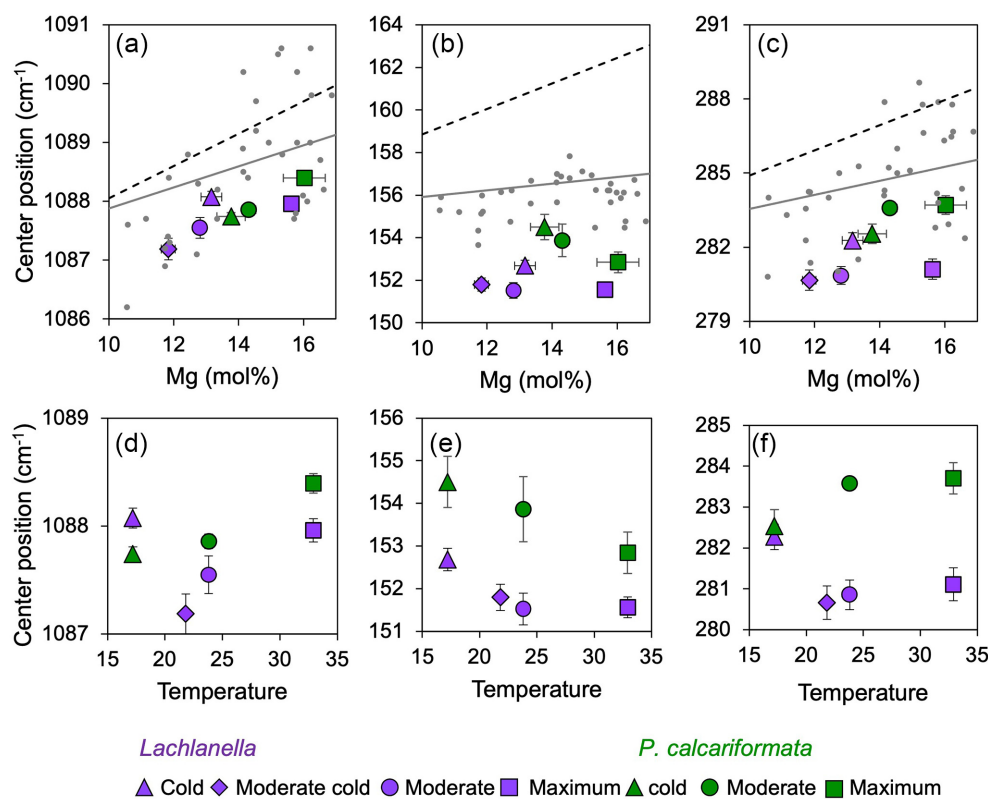 (a)
1091
1090
1089
1088
1087
1086
10 12 14 16
Mg (mol%)
Center position (cm⁻¹)
(b)
164
162
160
158
156
154
152
150
10 12 14 16
Mg (mol%)
(c)
291
288
285
282
279
10 12 14 16
Mg (mol%)
(d)
1089
1088
1087
15 20 25 30 35
Temperature
Center position (cm⁻¹)
(e)
156
155
154
153
152
151
15 20 25 30 35
Temperature
(f)
285
284
283
282
281
280
15 20 25 30 35
Temperature
Lachlanella P. calcariformata
Cold Moderate cold Moderate Maximum cold Moderate Maximum